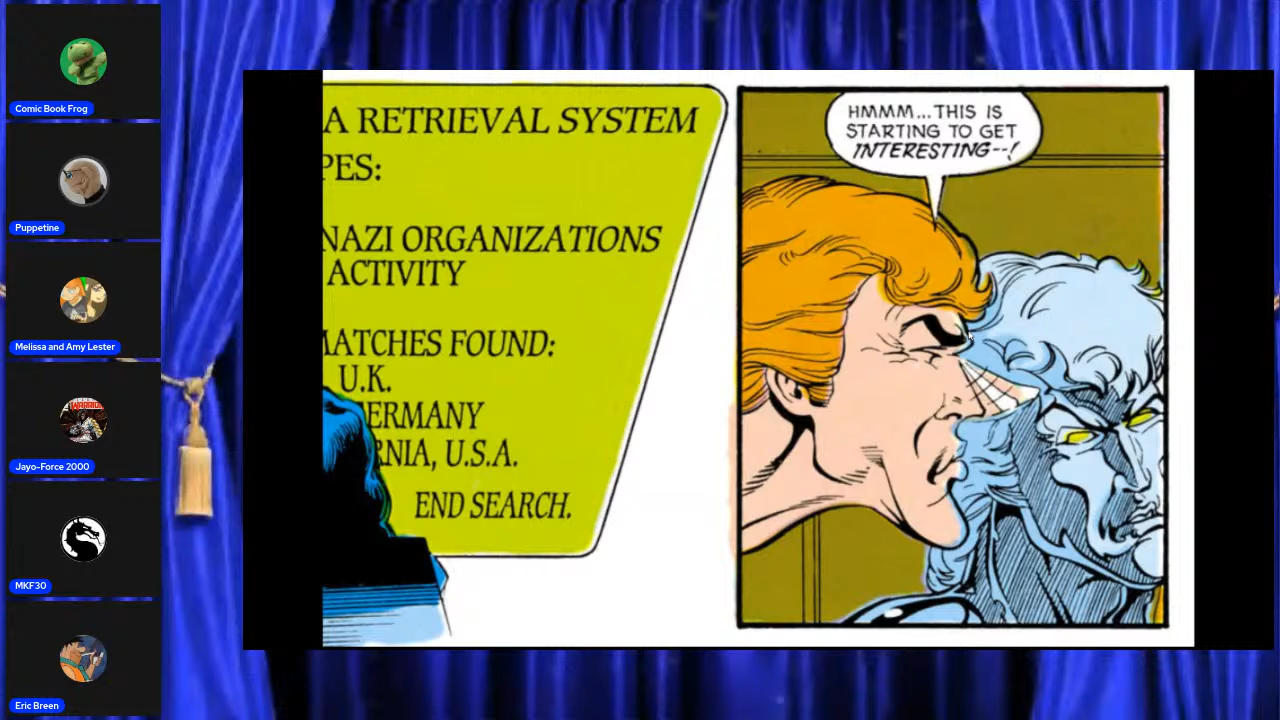 Comic Book Frog
Puppetine
Melissa and Amy Lester
Jayo-Force 2000
MKF30
Eric Breen
A RETRIEVAL SYSTEM
PES:
NAZI ORGANIZATIONS
ACTIVITY
MATCHES FOUND:
U.K.
ERMANY
RNIA, U.S.A.
END SEARCH.
HMMM...THIS IS
STARTING TO GET
INTERESTING--!